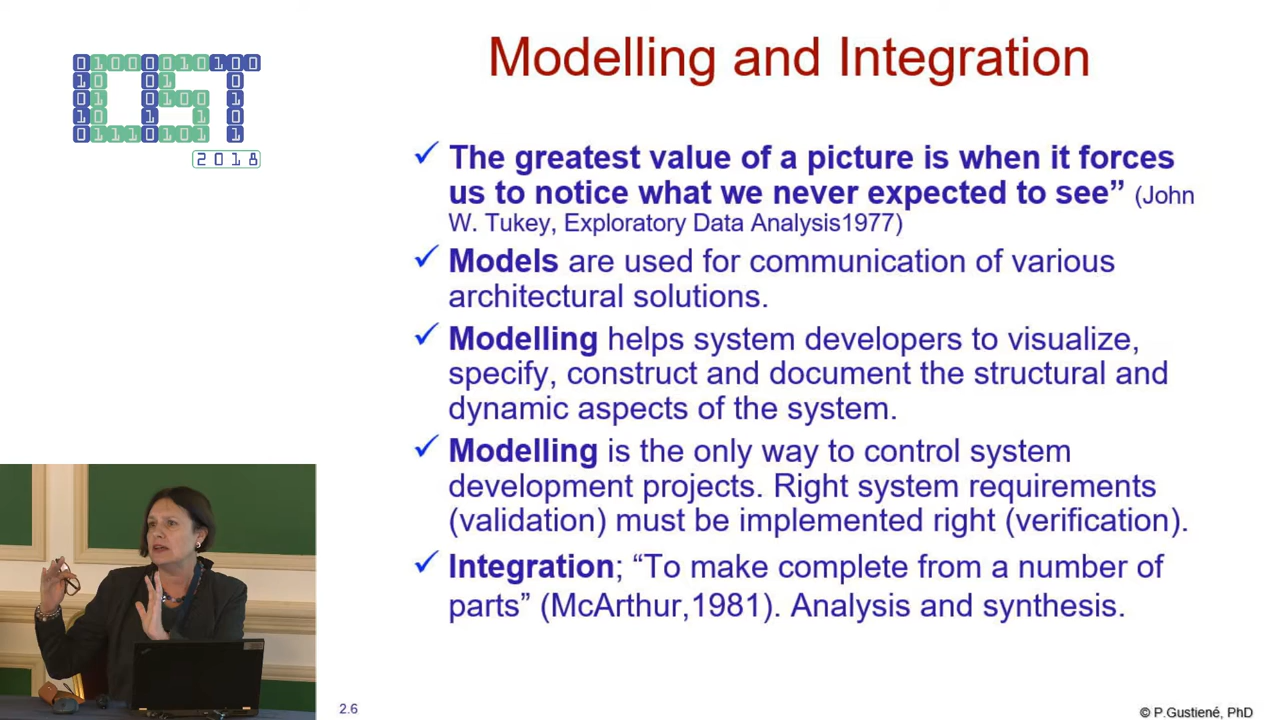 Modelling and Integration
2018
✓ The greatest value of a picture is when it forces
us to notice what we never expected to see” (John
W. Tukey, Exploratory Data Analysis1977)
✓ Models are used for communication of various
architectural solutions.
✓ Modelling helps system developers to visualize,
specify, construct and document the structural and
dynamic aspects of the system.
✓ Modelling is the only way to control system
development projects. Right system requirements
(validation) must be implemented right (verification).
✓ Integration; “To make complete from a number of
parts” (McArthur,1981). Analysis and synthesis.
2.6
© P.Gustiené, PhD